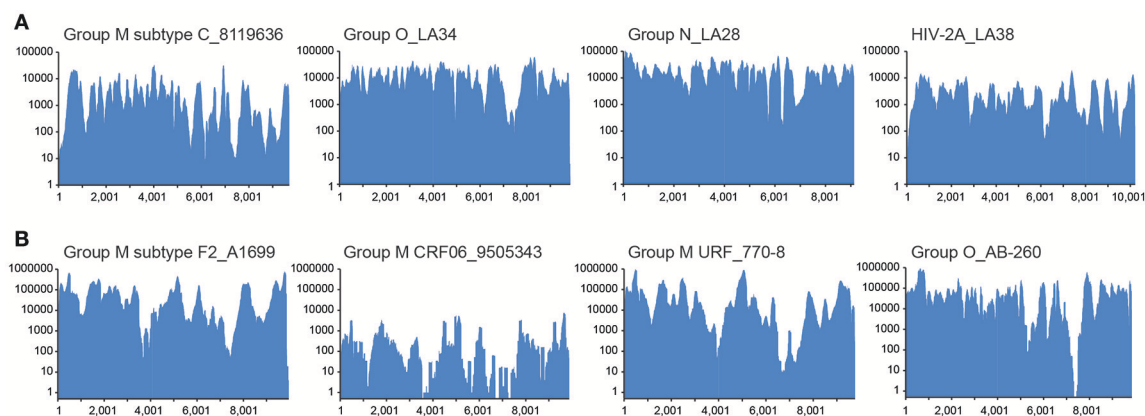 A
Group M subtype C_8119636 Group O_LA34 Group N_LA28 HIV-2A_LA38
100000 100000 100000 100000
10000 10000 10000 10000
1000 1000 1000 1000
100 100 100 100
10 10 10 10
1 1 1 1
1 2,001 4,001 6,001 8,001 1 2,001 4,001 6,001 8,001 1 2,001 4,001 6,001 8,001 1 2,001 4,001 6,001 8,001 10,001
B
Group M subtype F2_A1699 Group M CRF06_9505343 Group M URF_770-8 Group O_AB-260
1000000 1000000 1000000 1000000
100000 100000 100000 100000
10000 10000 10000 10000
1000 1000 1000 1000
100 100 100 100
10 10 10 10
1 1 1 1
1 2,001 4,001 6,001 8,001 1 2,001 4,001 6,001 8,001 1 2,001 4,001 6,001 8,001 1 2,001 4,001 6,001 8,001